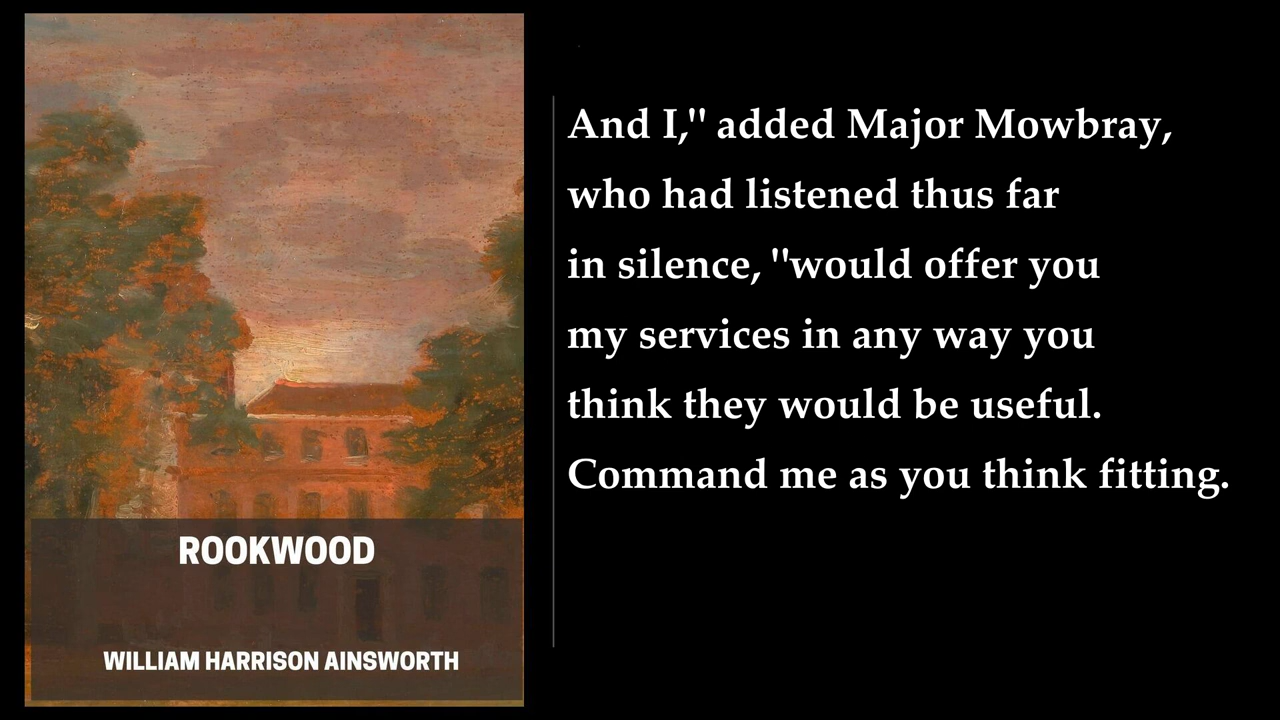 ROOKWOOD
WILLIAM HARRISON AINSWORTH
And I," added Major Mowbray,
who had listened thus far
in silence, "would offer you
my services in any way you
think they would be useful.
Command me as you think fitting.